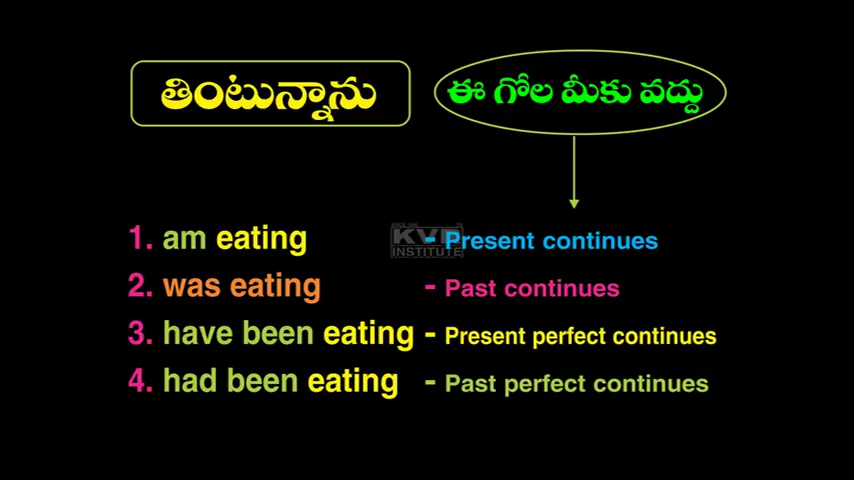 తింటున్నాను ఈ గోల మీకు వద్దు
1. am eating - Present continues
KVR
INSTITUTE
2. was eating - Past continues
3. have been eating - Present perfect continues
4. had been eating - Past perfect continues